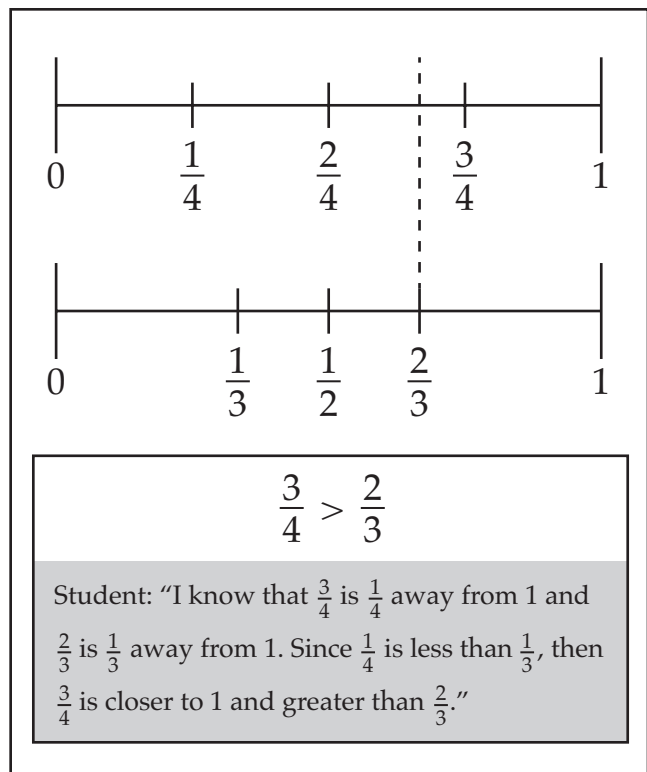 0 1/4 2/4 3/4 1
0 1/3 1/2 2/3 1
3/4 > 2/3
Student: “I know that 3/4 is 1/4 away from 1 and
2/3 is 1/3 away from 1. Since 1/4 is less than 1/3, then
3/4 is closer to 1 and greater than 2/3.”